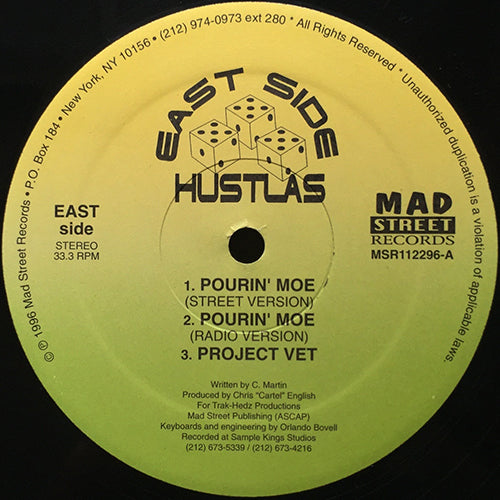 ℗ © 1996 Mad Street Records • P.O. Box 184 • New York, NY 10156 • (212) 974-0973 ext 280 * All Rights Reserved * Unauthorized duplication is a violation of applicable laws.
EAST SIDE
HUSTLAS
EAST
side
STEREO
33.3 RPM
MAD
STREET
RECORDS
MSR112296-A
1. POURIN' MOE
(STREET VERSION)
2. POURIN' MOE
(RADIO VERSION)
3. PROJECT VET
Written by C. Martin
Produced by Chris "Cartel" English
For Trak-Hedz Productions
Mad Street Publishing (ASCAP)
Keyboards and engineering by Orlando Bovell
Recorded at Sample Kings Studios
(212) 673-5339 / (212) 673-4216